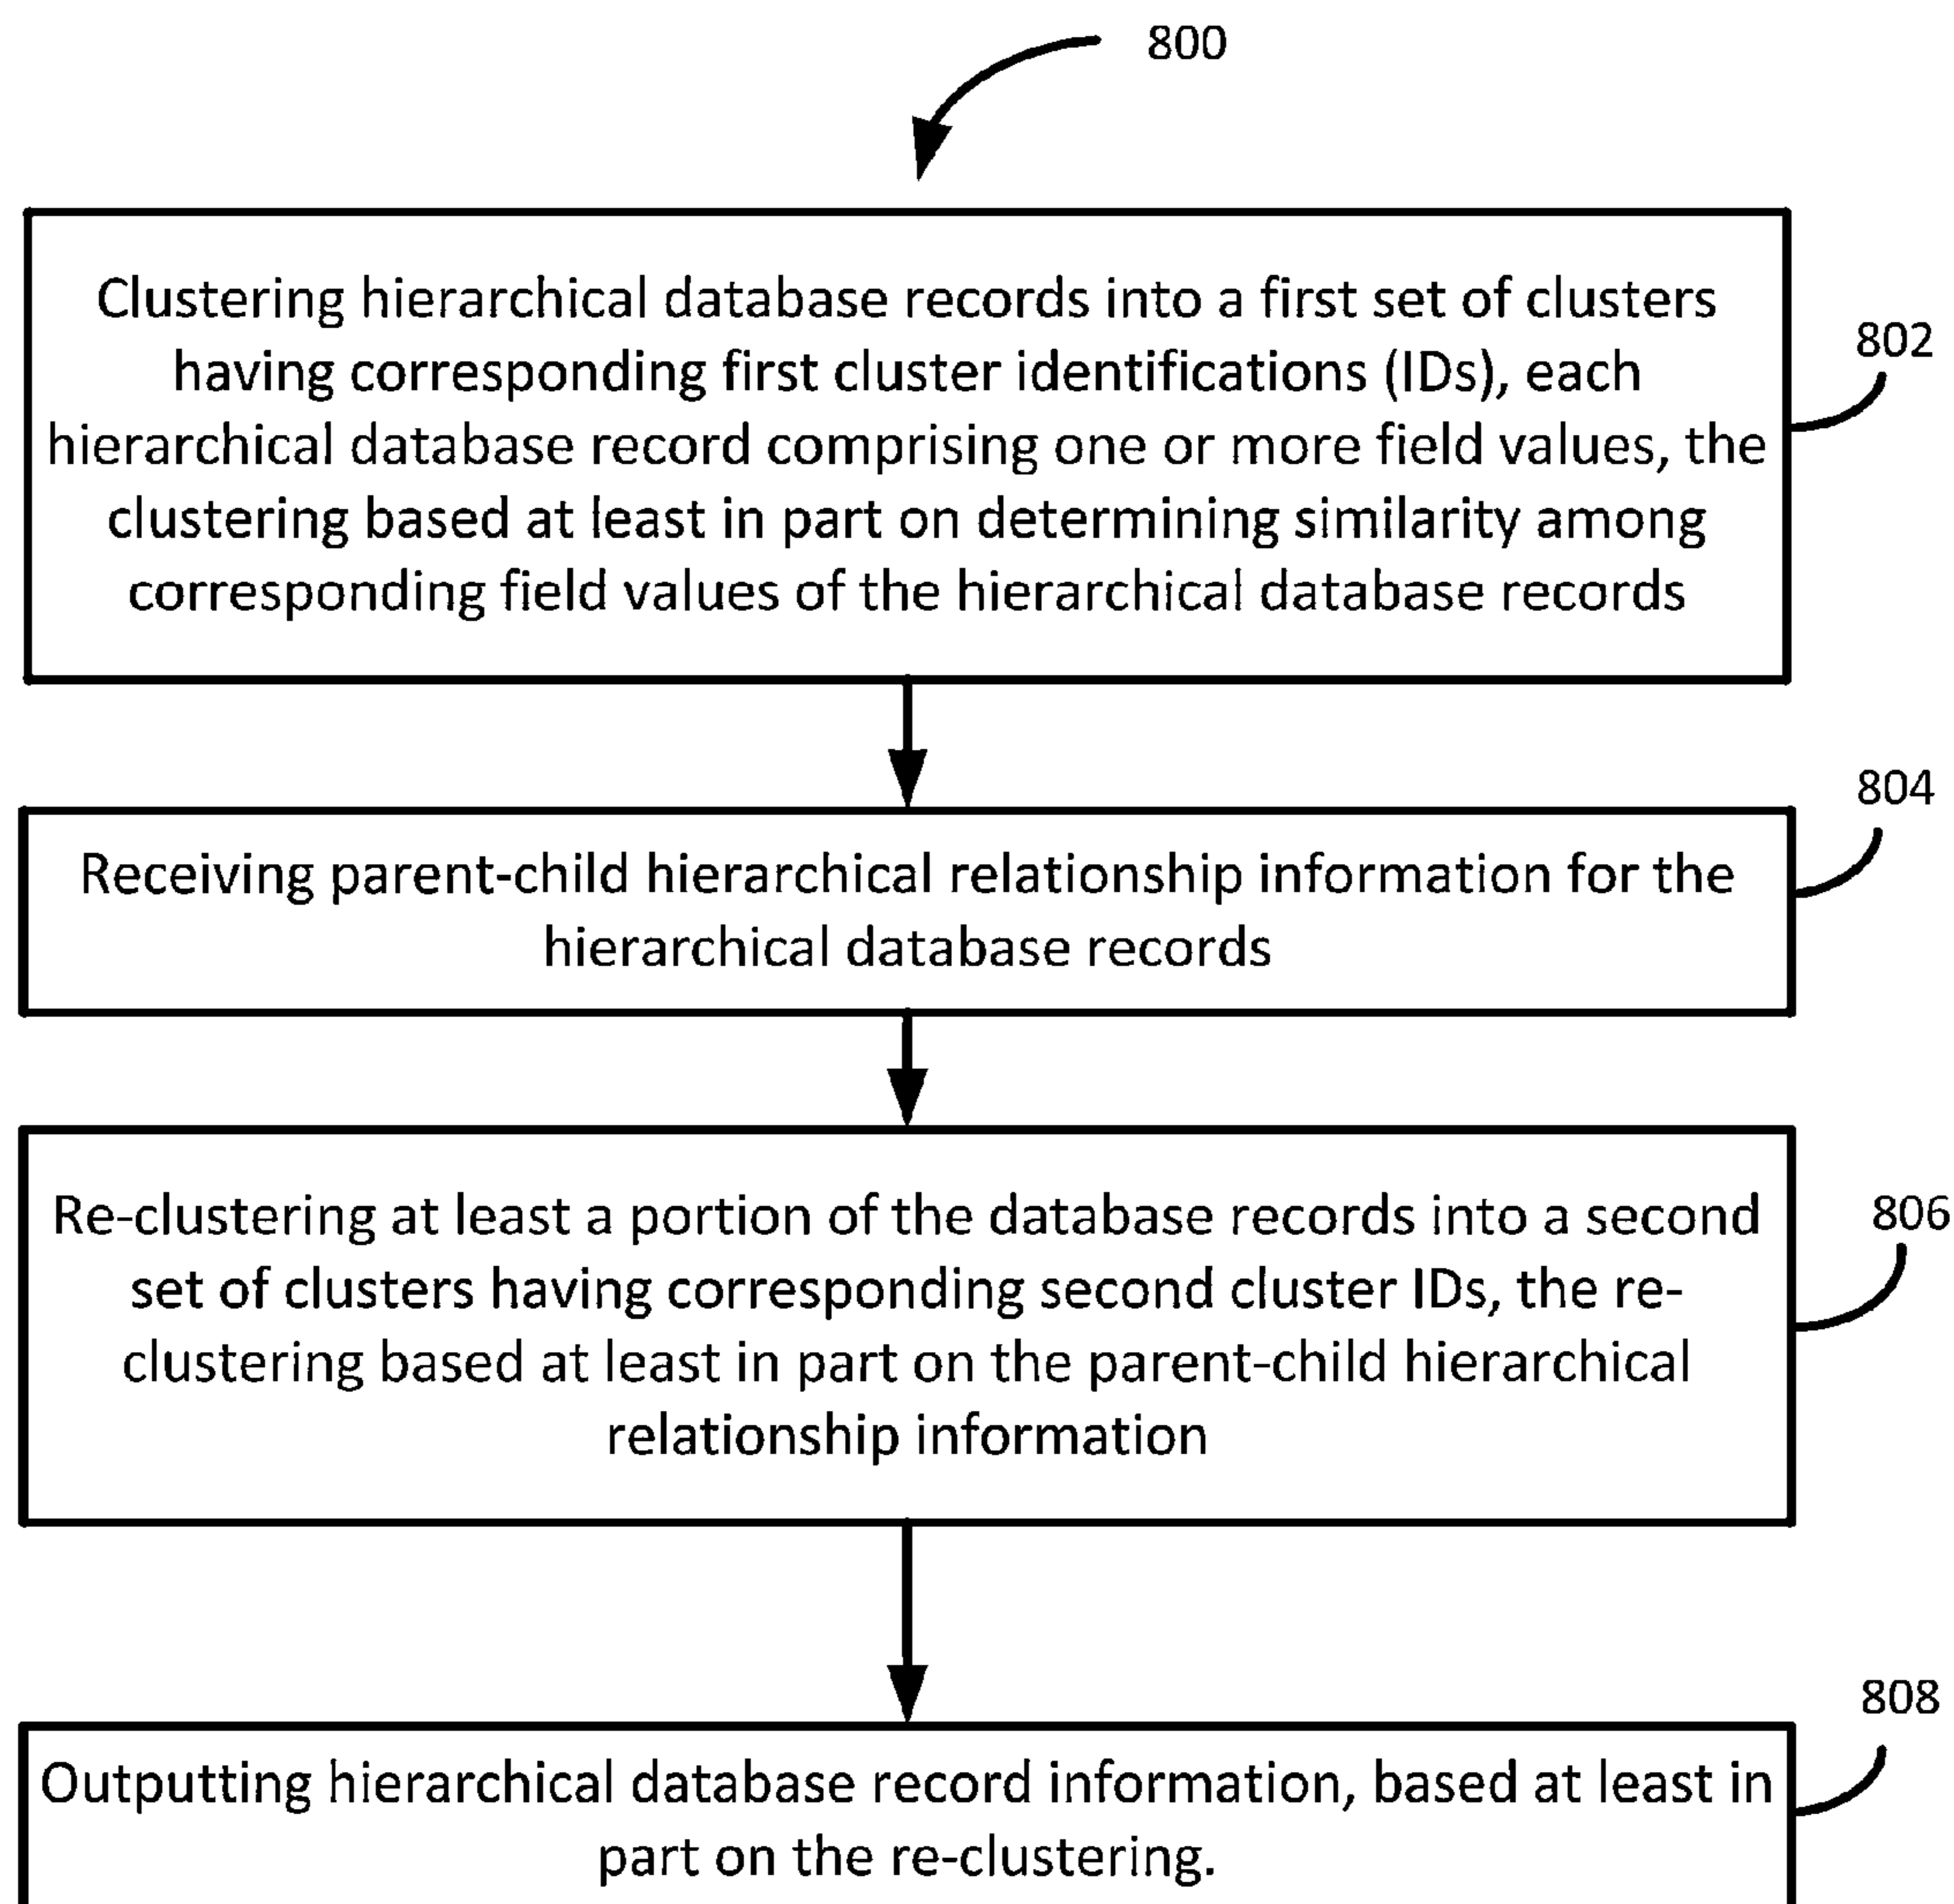 800
Clustering hierarchical database records into a first set of clusters
having corresponding first cluster identifications (IDs), each
hierarchical database record comprising one or more field values, the
clustering based at least in part on determining similarity among
corresponding field values of the hierarchical database records
802
804
Receiving parent-child hierarchical relationship information for the
hierarchical database records
806
Re-clustering at least a portion of the database records into a second
set of clusters having corresponding second cluster IDs, the re-
clustering based at least in part on the parent-child hierarchical
relationship information
808
Outputting hierarchical database record information, based at least in
part on the re-clustering.